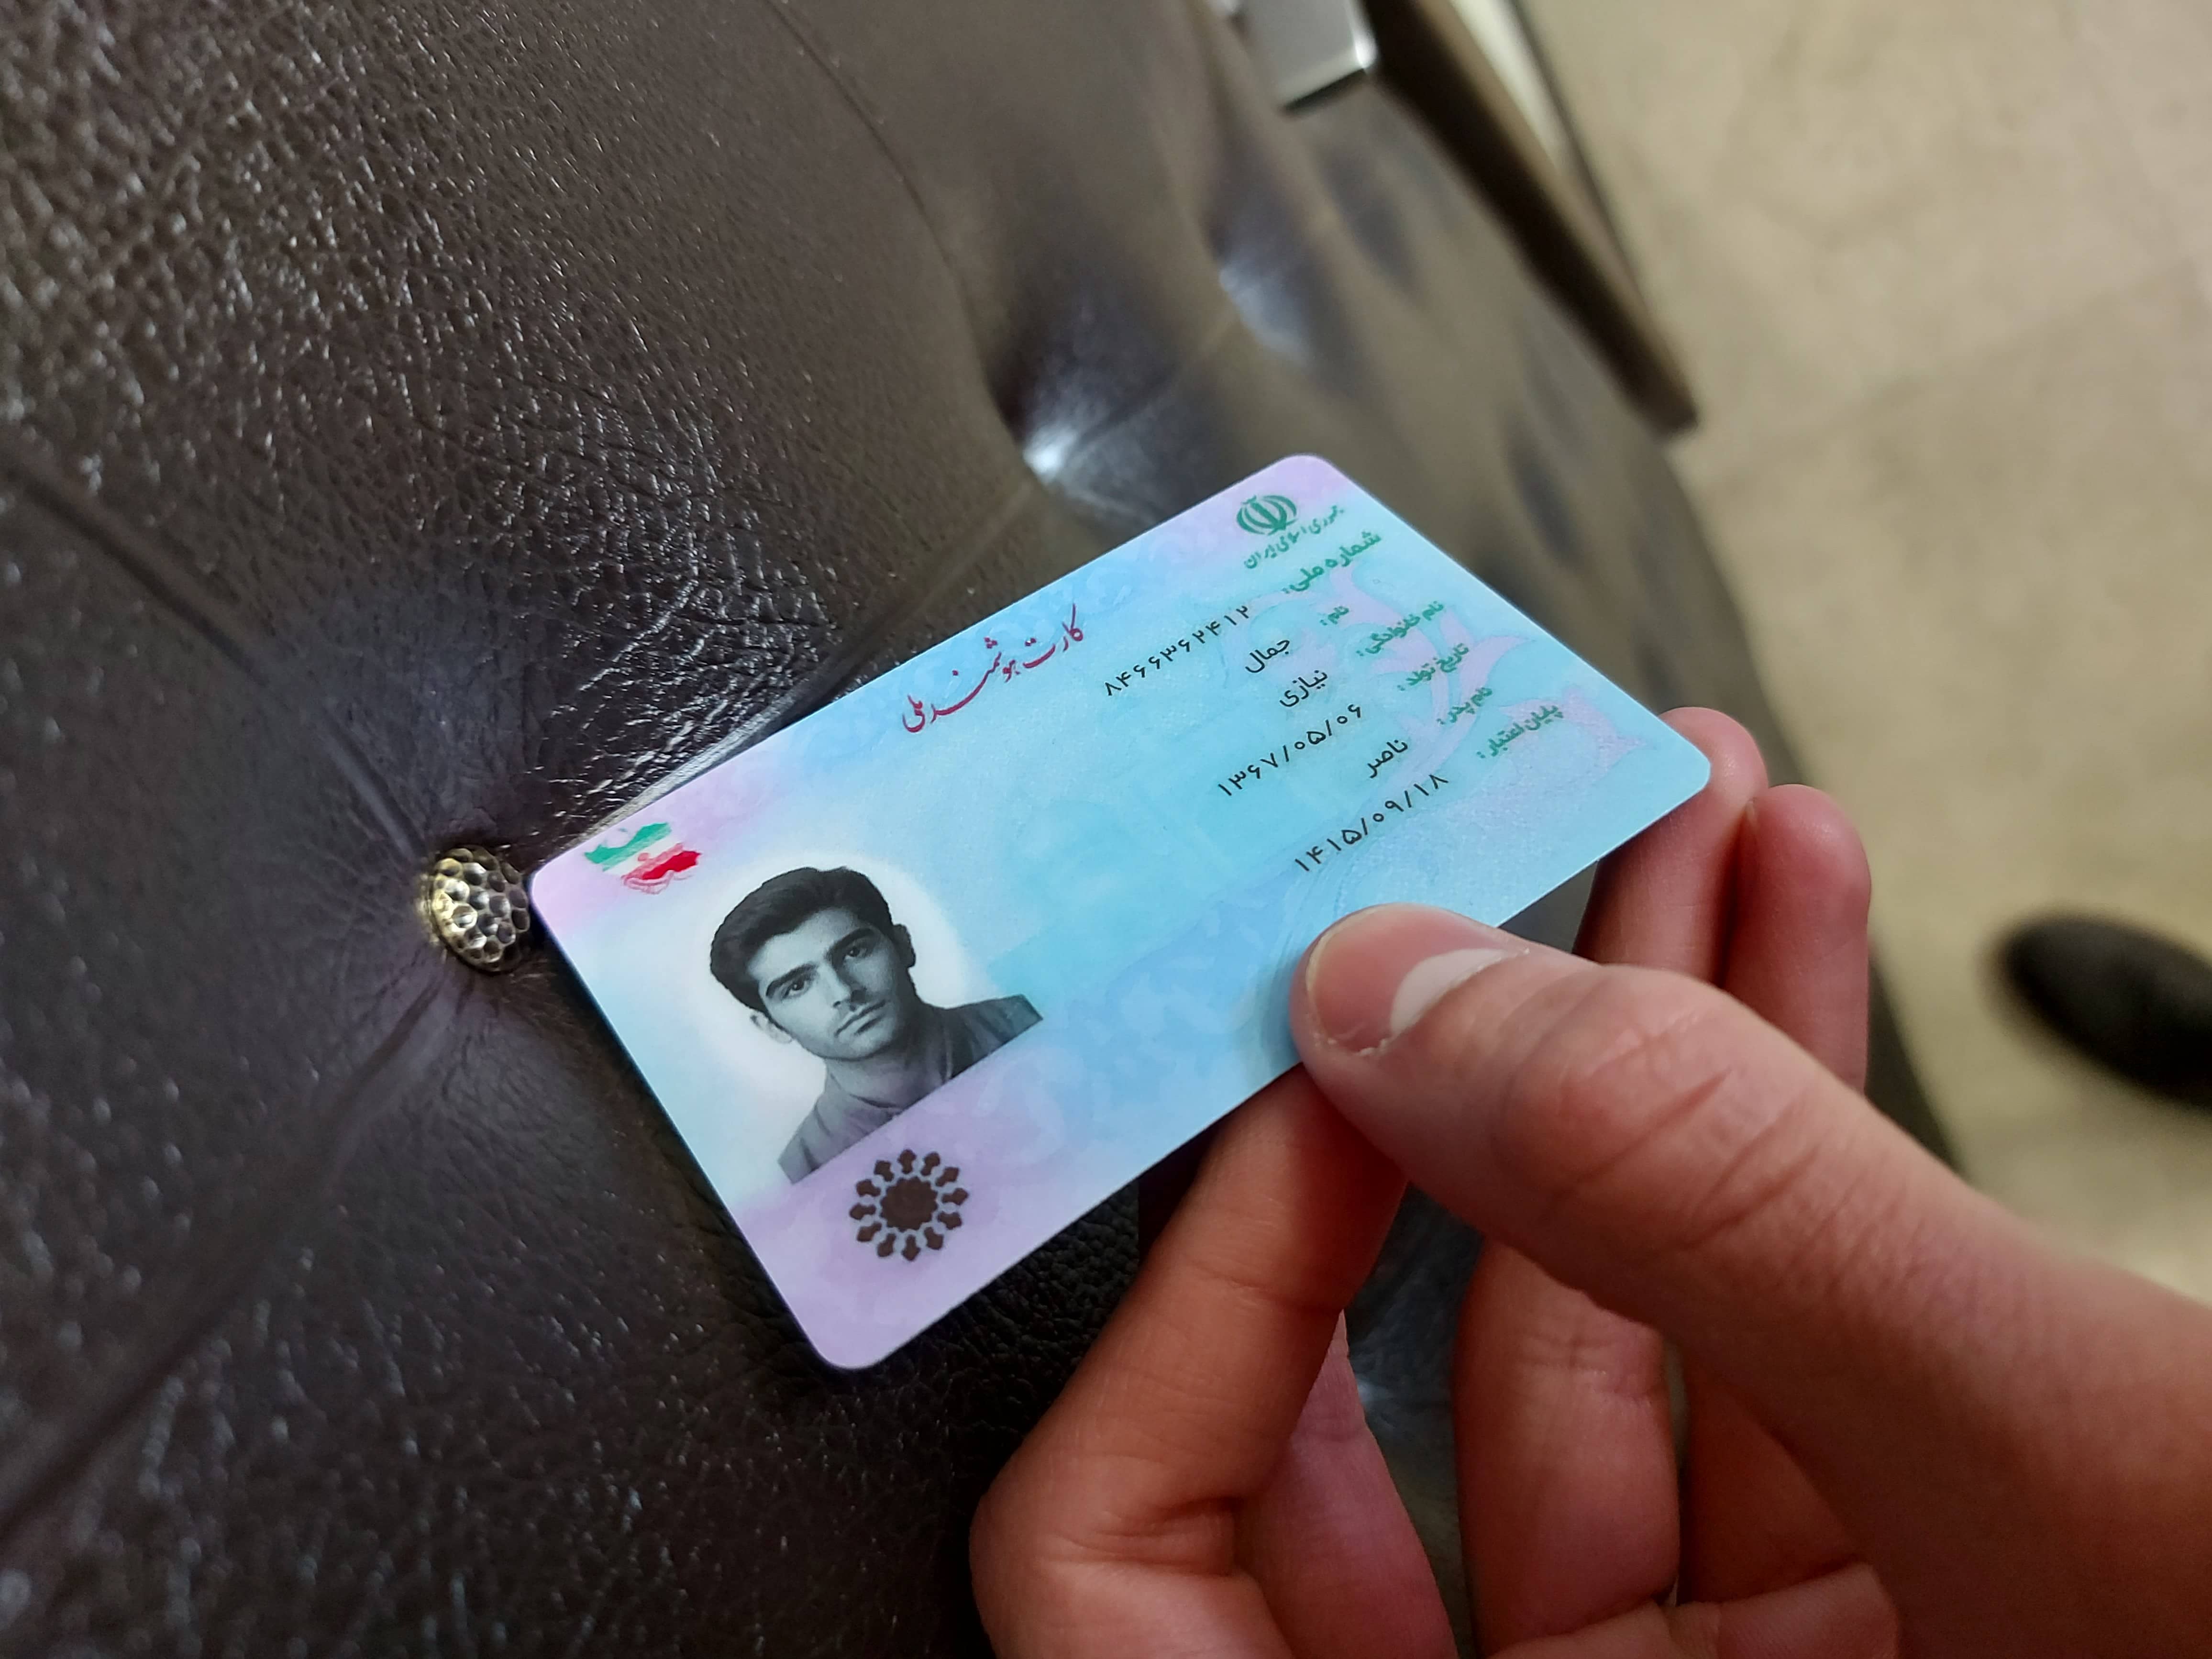 جمهوری اسلامی ایران
کارت هوشمند ملی
شماره ملی: ۸۴۶۶۳۶۲۴۱۲
نام: جمال
نام خانوادگی: نیازی
تاریخ تولد: ۱۳۶۷/۰۵/۰۶
نام پدر: ناصر
پایان اعتبار: ۱۴۱۵/۰۹/۱۸